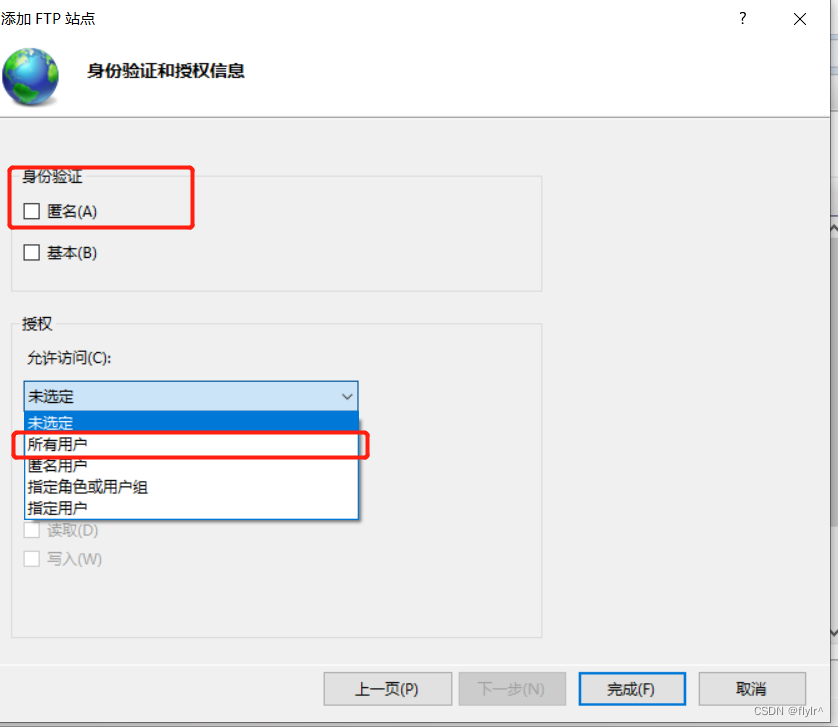 添加 FTP 站点
?
身份验证和授权信息
身份验证
匿名(A)
基本(B)
授权
允许访问(C):
未选定
未选定
所有用户
匿名用户
指定角色或用户组
指定用户
读取(D)
写入(W)
上一页(P) 下一步(N) 完成(F) 取消
CSDN @flylr^